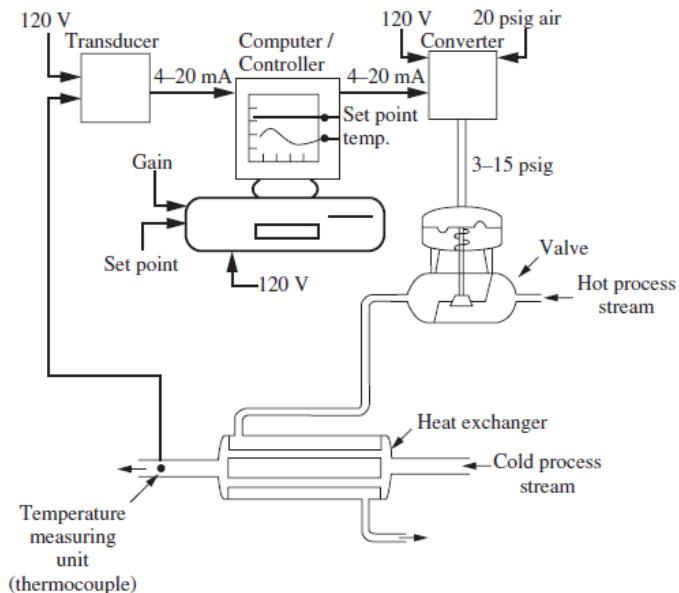 120 V
Transducer
4–20 mA
Computer /
Controller
4–20 mA
120 V
20 psig air
Converter
Set point
temp.
Gain
Set point
120 V
3–15 psig
Valve
Hot process
stream
Heat exchanger
Cold process
stream
Temperature
measuring
unit
(thermocouple)